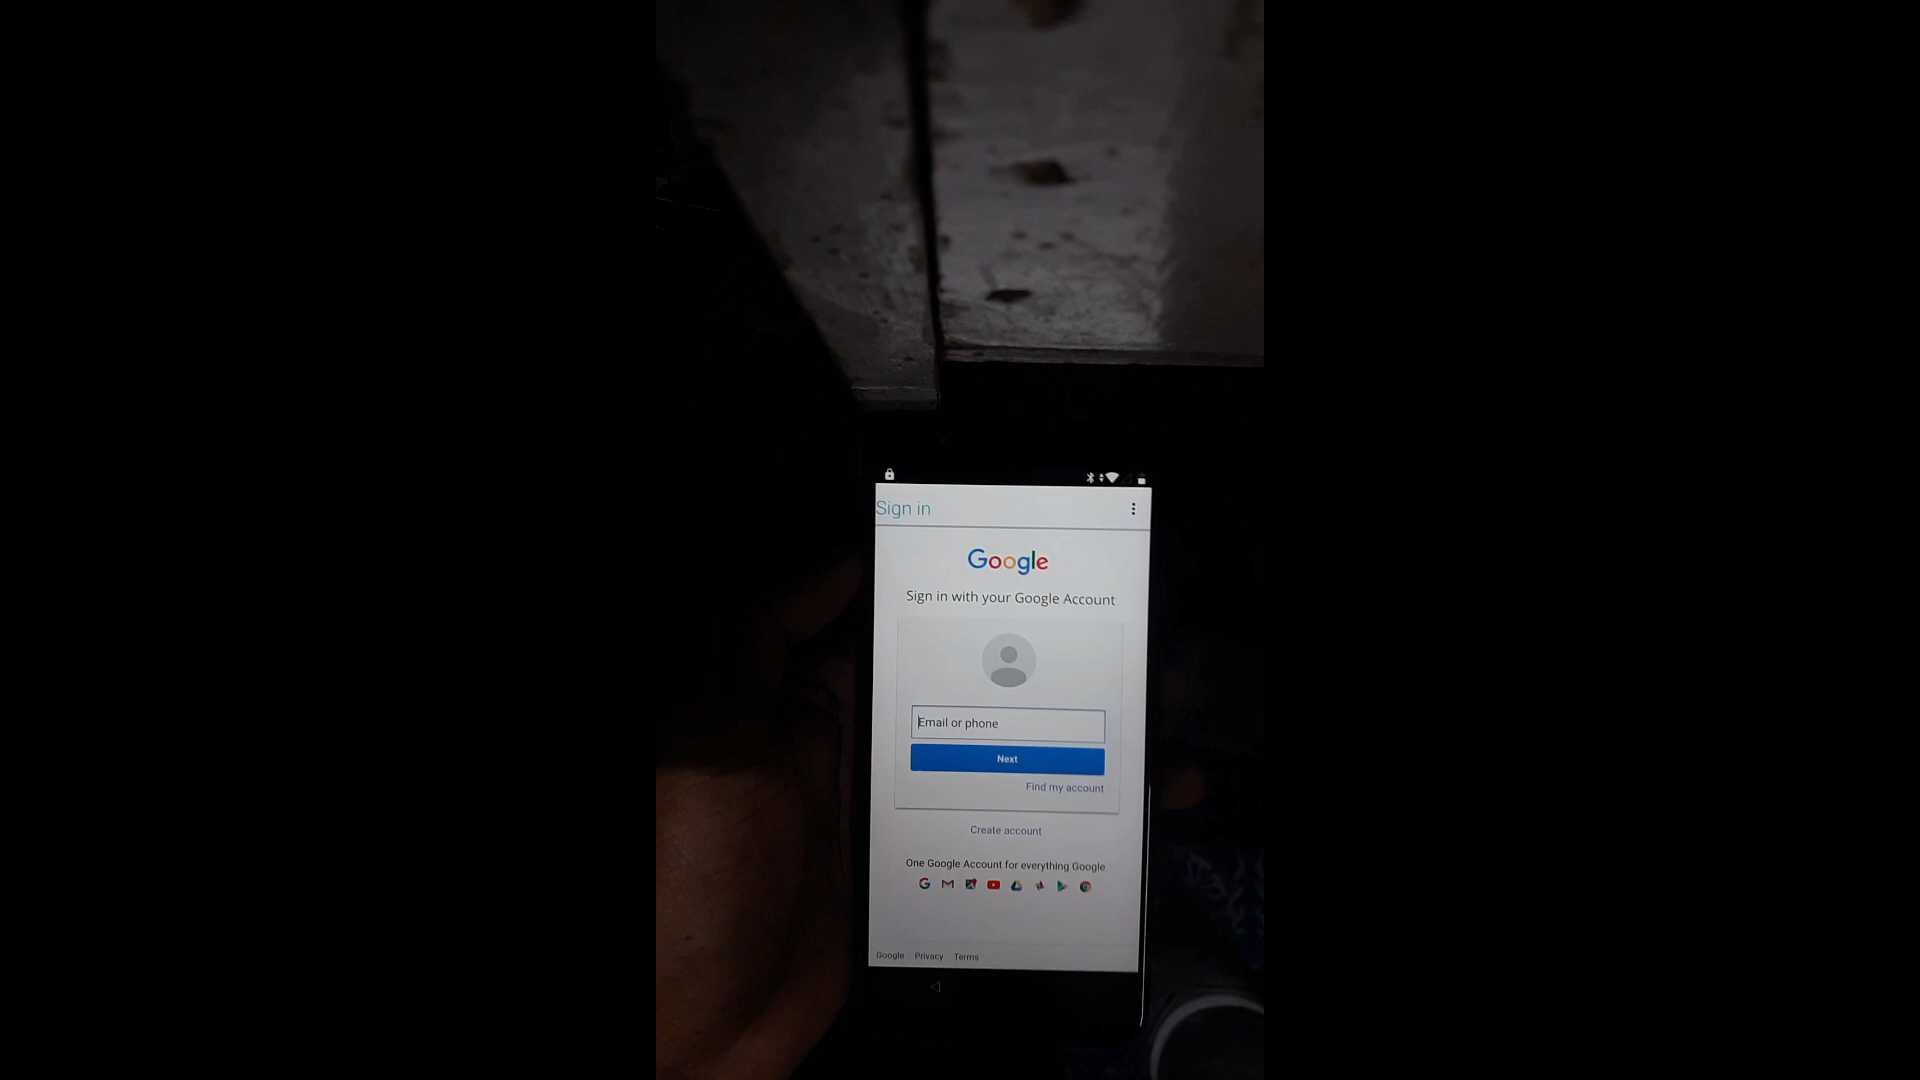 Sign in
Google
Sign in with your Google Account
Email or phone
Next
Find my account
Create account
One Google Account for everything Google
Google Privacy Terms